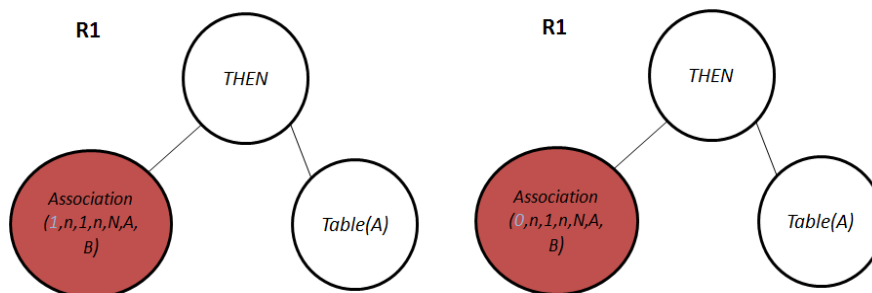 R1
THEN
Association
(1,n,1,n,N,A,
B)
Table(A)
R1
THEN
Association
(0,n,1,n,N,A,
B)
Table(A)